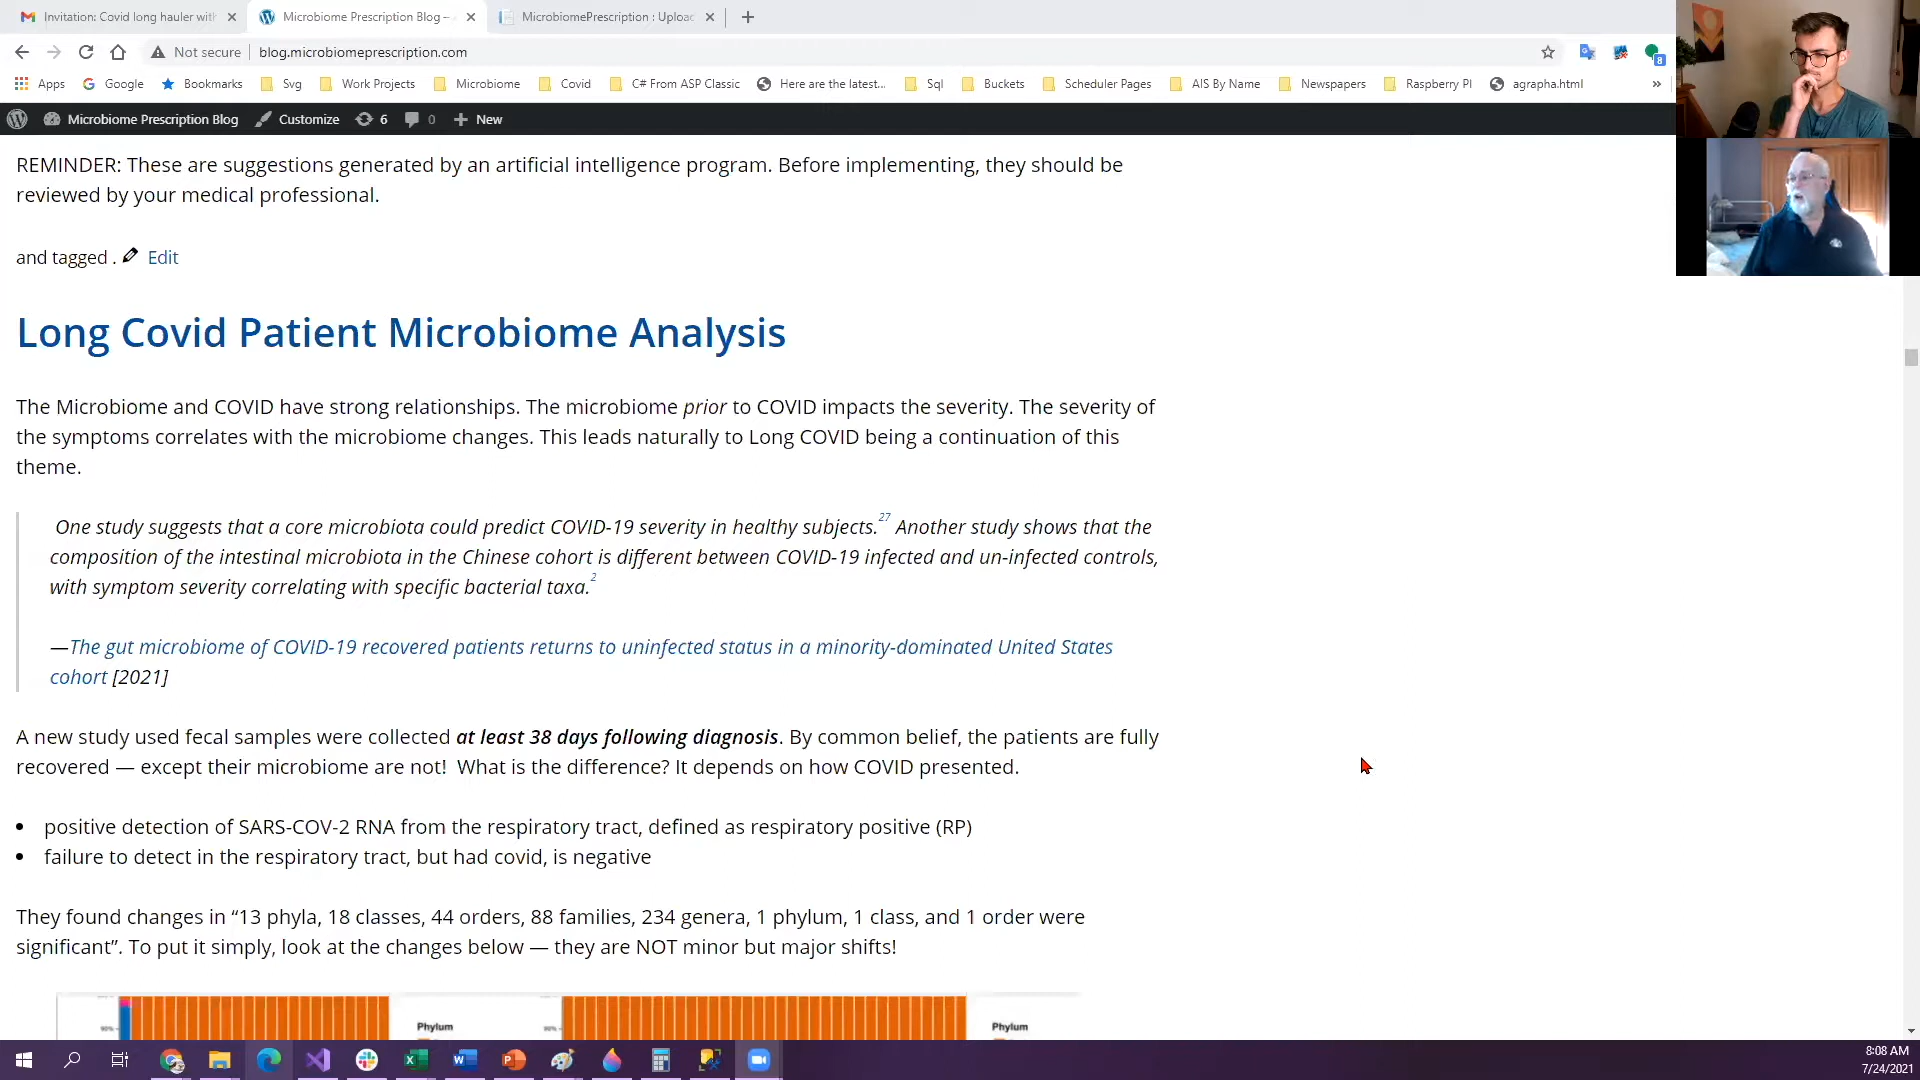 Invitation: Covid long hauler with
Microbiome Prescription Blog –
MicrobiomePrescription : Upload
Not secure
blog.microbiomeprescription.com
8
Apps
Google
Bookmarks
Svg
Work Projects
Microbiome
Covid
C# From ASP Classic
Here are the latest...
Sql
Buckets
Scheduler Pages
AIS By Name
Newspapers
Raspberry PI
agrapha.html
»
Microbiome Prescription Blog
Customize
6
0
New
REMINDER: These are suggestions generated by an artificial intelligence program. Before implementing, they should be
reviewed by your medical professional.
and tagged . Edit
Long Covid Patient Microbiome Analysis
The Microbiome and COVID have strong relationships. The microbiome prior to COVID impacts the severity. The severity of
the symptoms correlates with the microbiome changes. This leads naturally to Long COVID being a continuation of this
theme.
One study suggests that a core microbiota could predict COVID-19 severity in healthy subjects.27 Another study shows that the
composition of the intestinal microbiota in the Chinese cohort is different between COVID-19 infected and un-infected controls,
with symptom severity correlating with specific bacterial taxa.2
—The gut microbiome of COVID-19 recovered patients returns to uninfected status in a minority-dominated United States
cohort [2021]
A new study used fecal samples were collected at least 38 days following diagnosis. By common belief, the patients are fully
recovered — except their microbiome are not! What is the difference? It depends on how COVID presented.
• positive detection of SARS-COV-2 RNA from the respiratory tract, defined as respiratory positive (RP)
• failure to detect in the respiratory tract, but had covid, is negative
They found changes in “13 phyla, 18 classes, 44 orders, 88 families, 234 genera, 1 phylum, 1 class, and 1 order were
significant”. To put it simply, look at the changes below — they are NOT minor but major shifts!
Phylum
Phylum
8:08 AM
7/24/2021